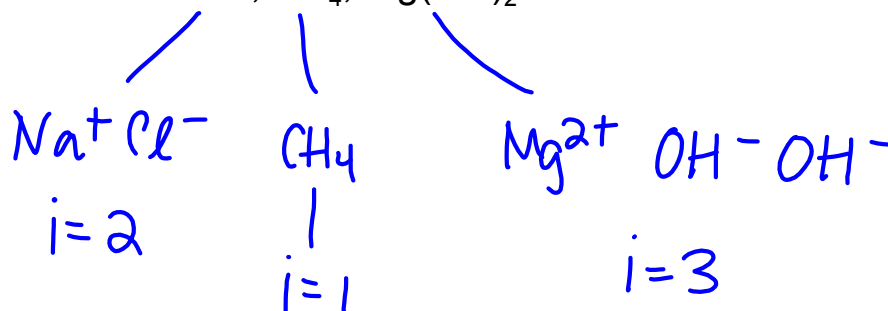 Na⁺ Cl⁻ CH₄ Mg²⁺ OH⁻ OH⁻
i=2 i=1 i=3